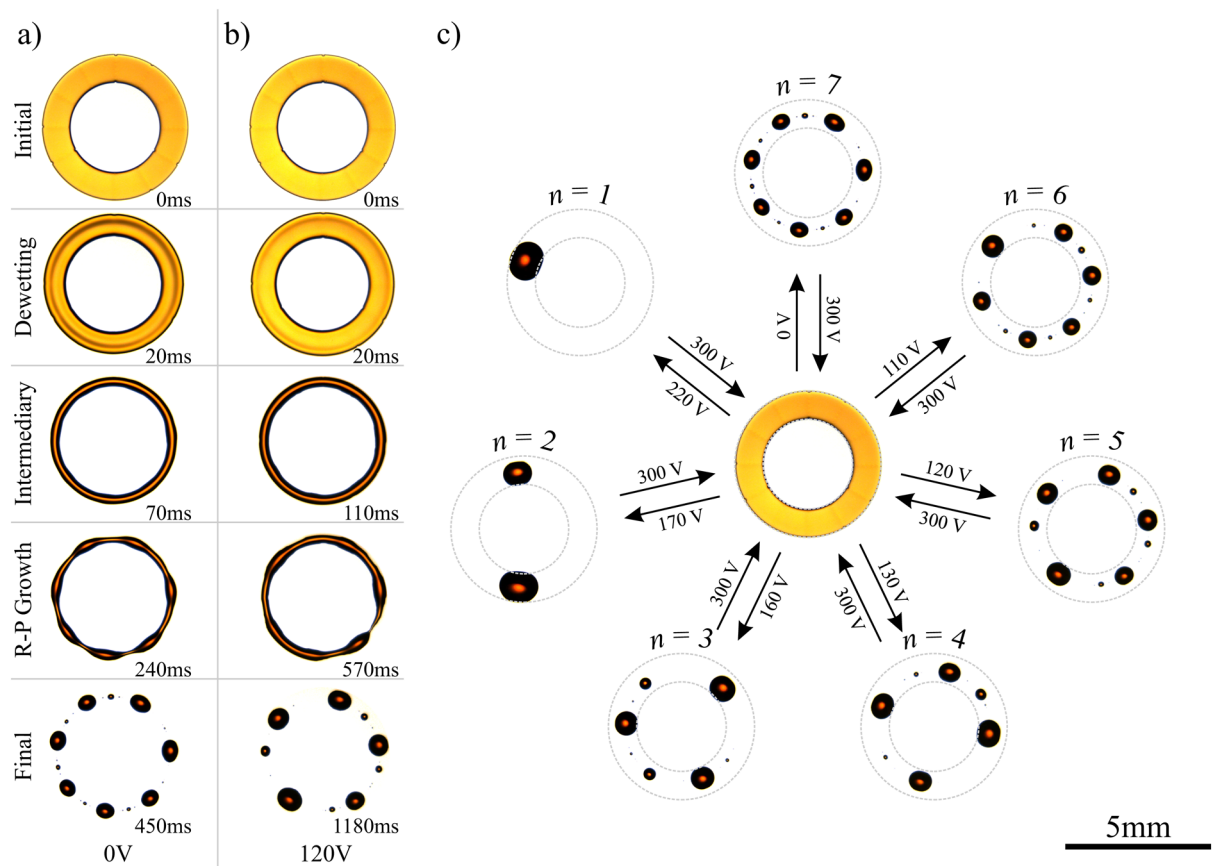 a)
b)
c)
Initial
0ms
0ms
Dewetting
20ms
20ms
Intermediary
70ms
110ms
R-P Growth
240ms
570ms
Final
450ms
1180ms
0V
120V
n = 7
n = 1
n = 6
300 V
0 V
300 V
220 V
110 V
300 V
n = 2
n = 5
300 V
170 V
120 V
300 V
300 V
160 V
130 V
300 V
n = 3
n = 4
5mm